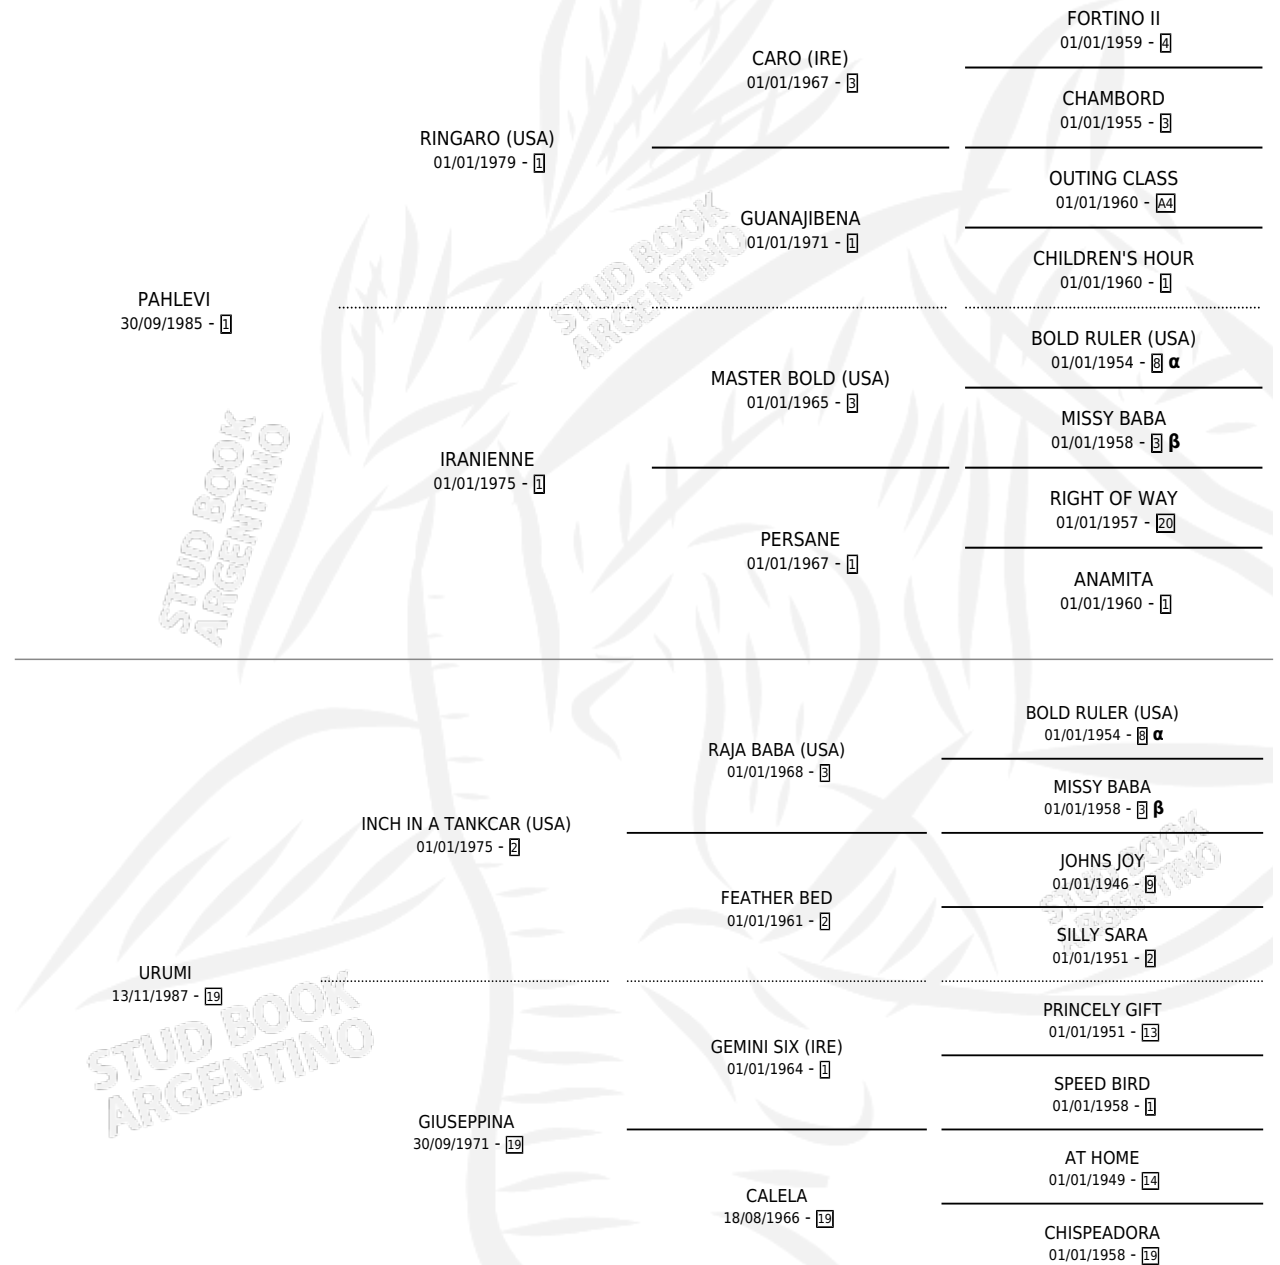 FORTINO II
01/01/1959 - 4
CARO (IRE)
01/01/1967 - 3
CHAMBORD
01/01/1955 - 3
RINGARO (USA)
01/01/1979 - 1
OUTING CLASS
01/01/1960 - A4
GUANAJIBENA
01/01/1971 - 1
CHILDREN'S HOUR
01/01/1960 - 1
PAHLEVI
30/09/1985 - 1
BOLD RULER (USA)
01/01/1954 - 8 α
MASTER BOLD (USA)
01/01/1965 - 3
MISSY BABA
01/01/1958 - 3 β
IRANIENNE
01/01/1975 - 1
RIGHT OF WAY
01/01/1957 - 20
PERSANE
01/01/1967 - 1
ANAMITA
01/01/1960 - 1
BOLD RULER (USA)
01/01/1954 - 8 α
RAJA BABA (USA)
01/01/1968 - 3
MISSY BABA
01/01/1958 - 3 β
INCH IN A TANKCAR (USA)
01/01/1975 - 2
JOHNS JOY
01/01/1946 - 9
FEATHER BED
01/01/1961 - 2
SILLY SARA
01/01/1951 - 2
URUMI
13/11/1987 - 19
PRINCELY GIFT
01/01/1951 - 13
GEMINI SIX (IRE)
01/01/1964 - 1
SPEED BIRD
01/01/1958 - 1
GIUSEPPINA
30/09/1971 - 19
AT HOME
01/01/1949 - 14
CALELA
18/08/1966 - 19
CHISPEADORA
01/01/1958 - 19
STUD BOOK
ARGENTINO
STUD BOOK
ARGENTINO
STUD BOOK
ARGENTINO
STUD BOOK
ARGENTINO